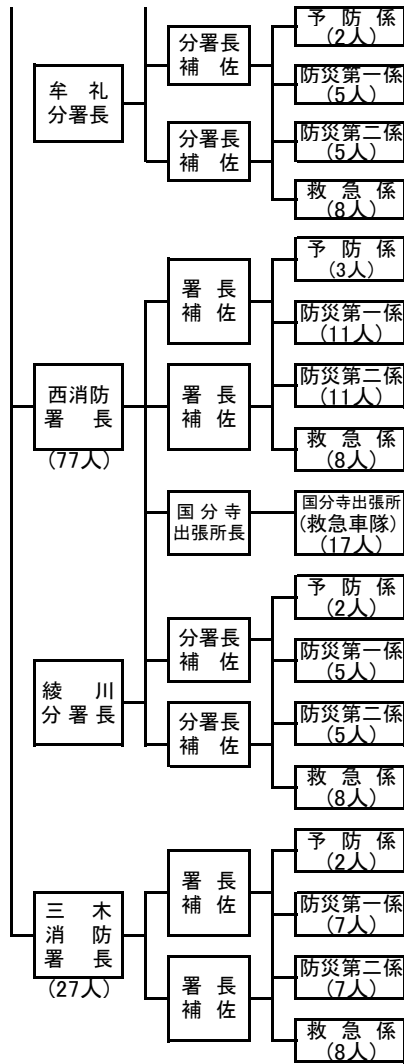 牟礼
分署長
分署長
補佐
予防係
(2人)
防災第一係
(5人)
分署長
補佐
防災第二係
(5人)
救急係
(8人)
西消防
署長
(77人)
署長
補佐
予防係
(3人)
防災第一係
(11人)
署長
補佐
防災第二係
(11人)
救急係
(8人)
国分寺
出張所長
国分寺出張所
(救急車隊)
(17人)
綾川
分署長
分署長
補佐
予防係
(2人)
防災第一係
(5人)
分署長
補佐
防災第二係
(5人)
救急係
(8人)
三木
消防
署長
(27人)
署長
補佐
予防係
(2人)
防災第一係
(7人)
署長
補佐
防災第二係
(7人)
救急係
(8人)